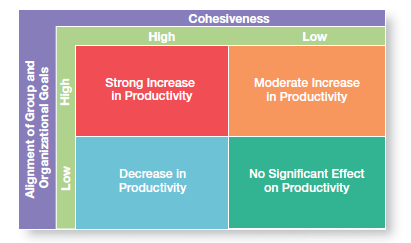 Cohesiveness
High
Low
Alignment of Group and
Organizational Goals
High
Strong Increase
in Productivity
Moderate Increase
in Productivity
Low
Decrease in
Productivity
No Significant Effect
on Productivity